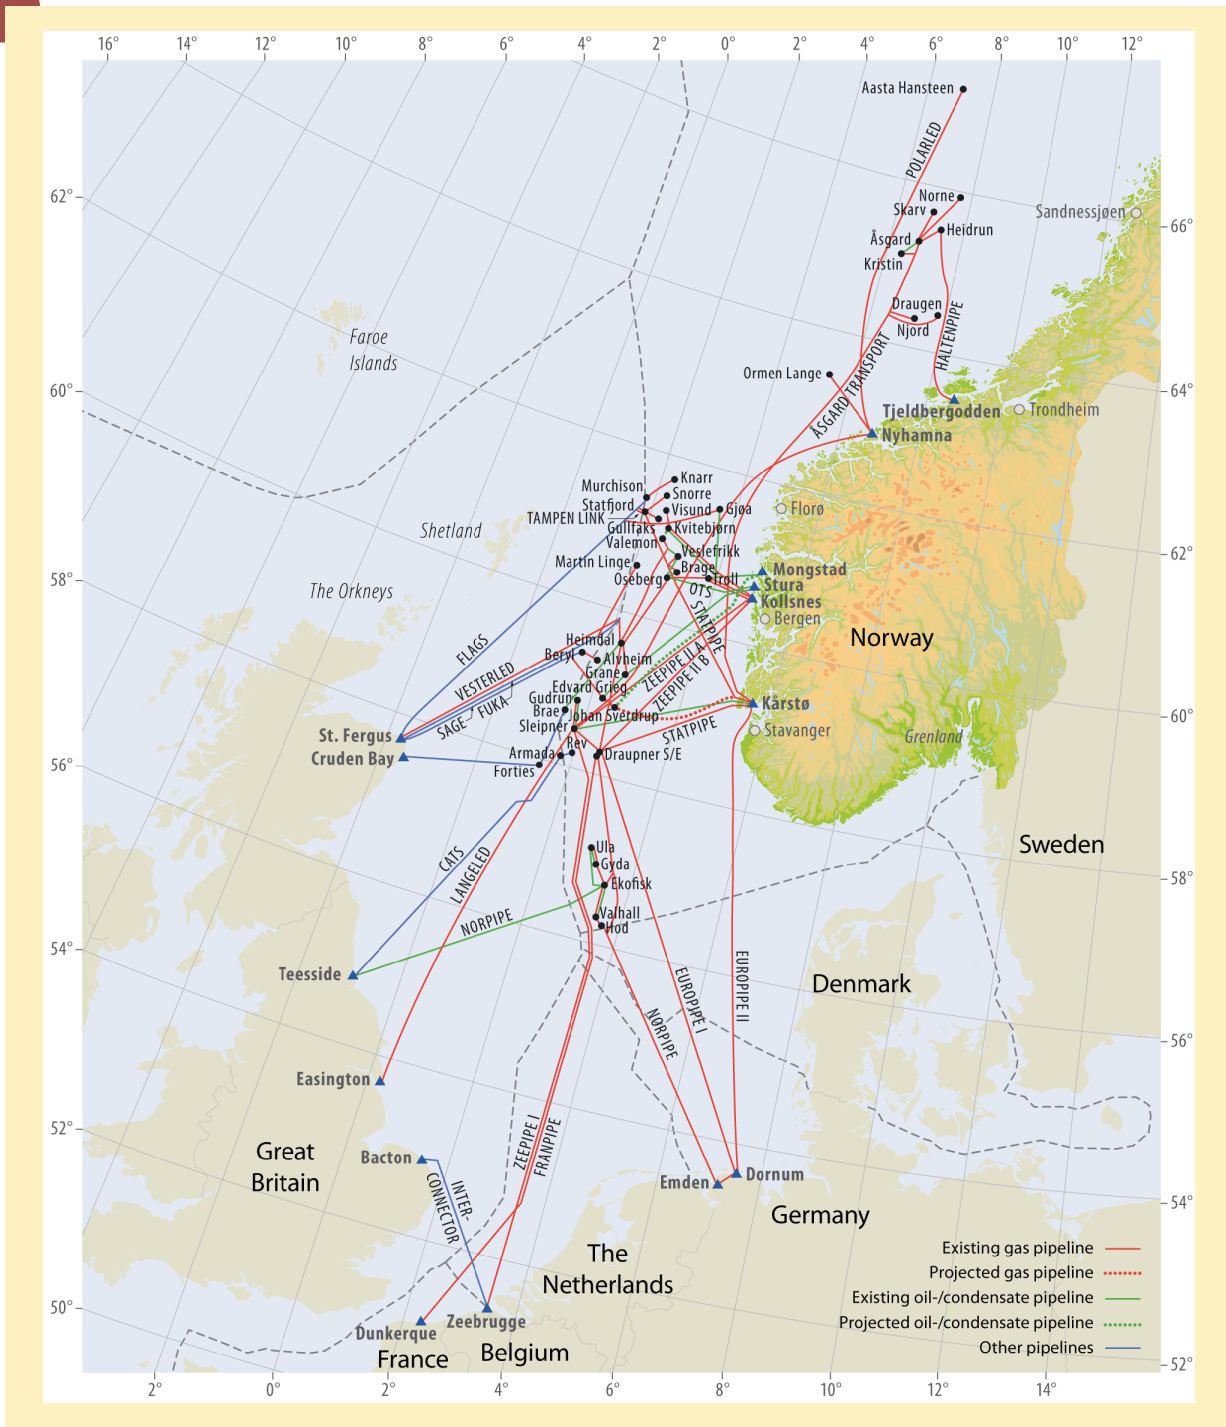 16° 14° 12° 10° 8° 6° 4° 2° 0° 2° 4° 6° 8° 10° 12°
Aasta Hansteen
POLARLED
62°
Norne
Skarv
Sandnessjøen
66°
Heidrun
Åsgard
Kristin
Draugen
Njord
HALTENPIPE
Faroe
Islands
ÅSGARD TRANSPORT
Ormen Lange
60°
64°
Tjeldbergodden
Trondheim
Nyhamna
Knarr
Murchison
Snorre
Statfjord
Visund
Gjøa
Florø
TAMPEN LINK
Gullfaks
Kvitebjørn
Shetland
Valemon
Veslefrikk
62°
Martin Linge
Brage
Mongstad
Oseberg
Troll
58°
Stura
OTS
The Orkneys
Kollsnes
Bergen
STATPIPE
Heimdal
Norway
FLAGS
Beryl
Alvheim
VESTERLED
Grane
ZEEPIPE II A
ZEEPIPE II B
Edvard Grieg
SAGE
FUKA
Gudrun
Brae
Johan Sverdrup
Kårstø
60°
Sleipner
STATPIPE
Stavanger
St. Fergus
Grenland
Rev
Cruden Bay
Armada
Draupner S/E
56°
Forties
Ula
Sweden
CATS
LANGELED
Gyda
Ekofisk
58°
NORPIPE
Valhall
Hod
54°
Teesside
EUROPIPE II
EUROPIPE I
Denmark
NORPIPE
56°
Easington
52°
ZEEPIPE I
FRANPIPE
Great
Britain
Bacton
Emden
Dornum
INTER-
CONNECTOR
Germany
54°
The
Netherlands
Existing gas pipeline
Projected gas pipeline
Existing oil-/condensate pipeline
Projected oil-/condensate pipeline
Other pipelines
50°
Zeebrugge
Dunkerque
France
Belgium
52°
2° 0° 2° 4° 6° 8° 10° 12° 14°